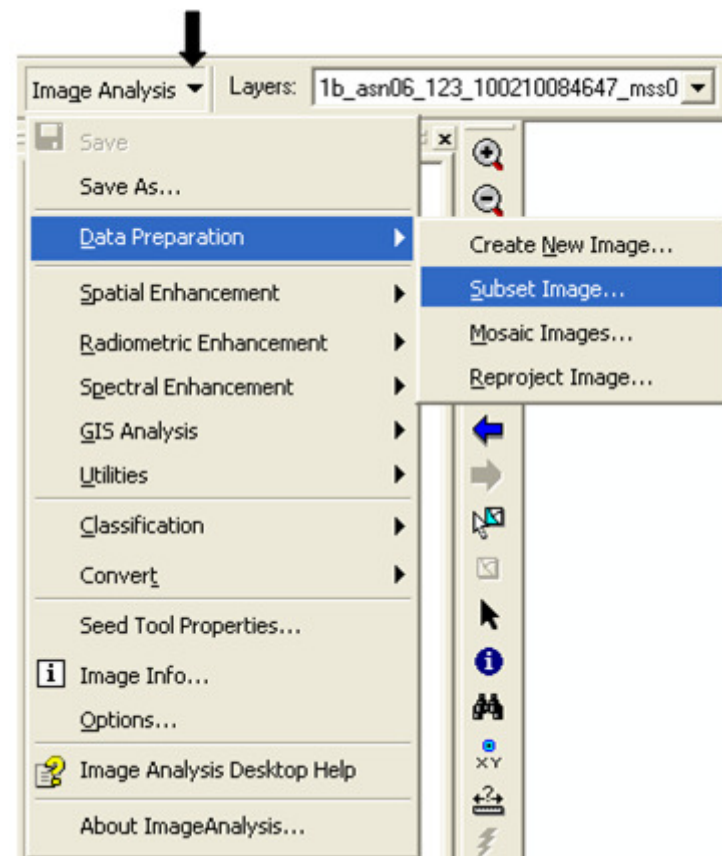 Image Analysis Layers: 1b_asn06_123_100210084647_mss0
Save
Save As...
Data Preparation
Create New Image...
Spatial Enhancement
Subset Image...
Radiometric Enhancement
Mosaic Images...
Spectral Enhancement
Reproject Image...
GIS Analysis
Utilities
Classification
Convert
Seed Tool Properties...
i Image Info...
Options...
Image Analysis Desktop Help
XY
About ImageAnalysis...